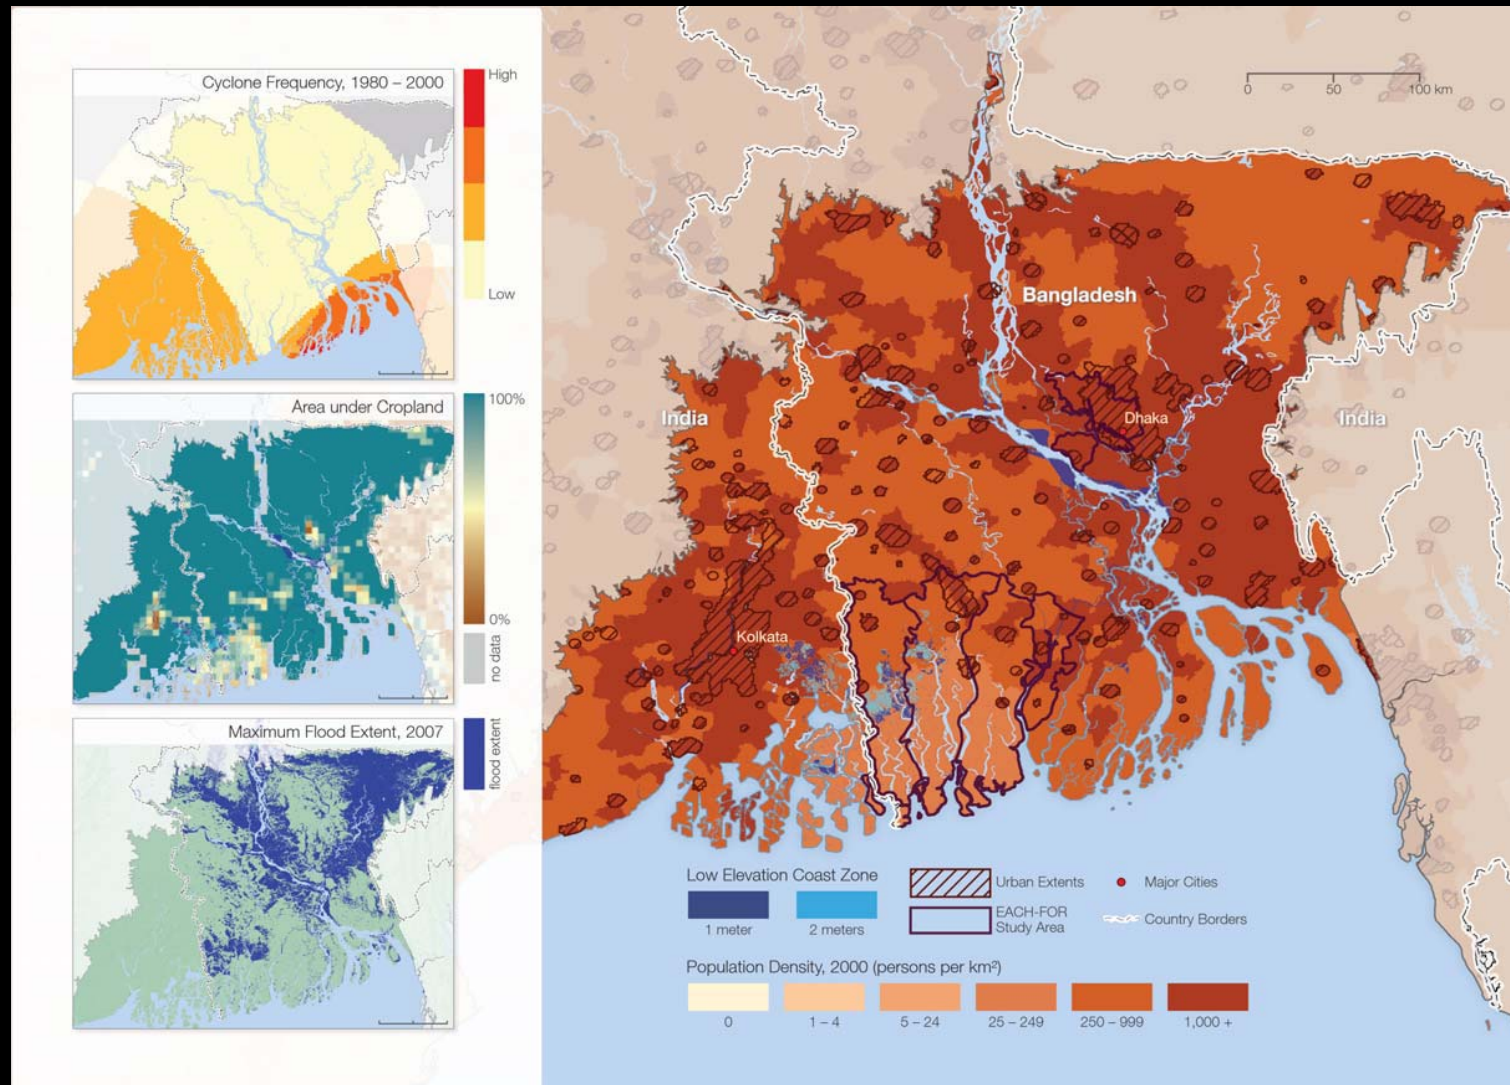 Cyclone Frequency, 1980 – 2000
High
Low
Area under Cropland
100%
0%
no data
Maximum Flood Extent, 2007
flood extent
0 50 100 km
Bangladesh
India
Dhaka
India
Kolkata
Low Elevation Coast Zone
1 meter
2 meters
Urban Extents
EACH-FOR
Study Area
Major Cities
Country Borders
Population Density, 2000 (persons per km²)
0
1 – 4
5 – 24
25 – 249
250 – 999
1,000 +